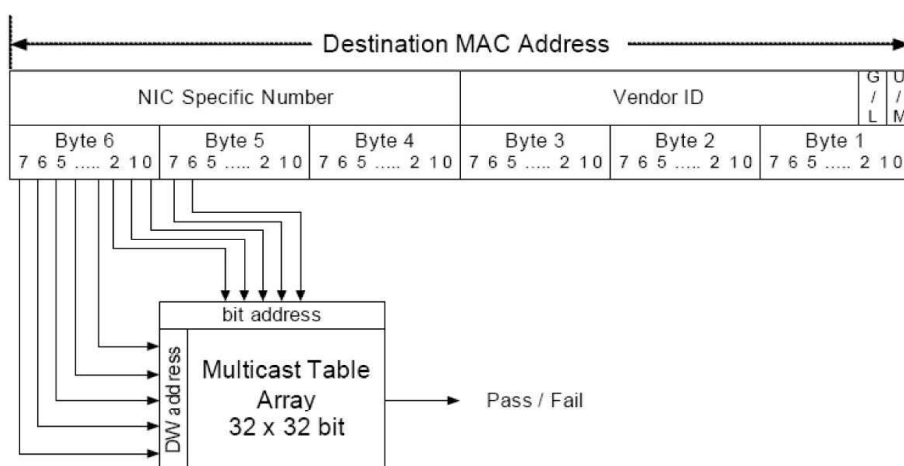 Destination MAC Address
NIC Specific Number
Vendor ID
G / L
U / M
Byte 6
Byte 5
Byte 4
Byte 3
Byte 2
Byte 1
7 6 5 ..... 2 1 0
7 6 5 ..... 2 1 0
7 6 5 ..... 2 1 0
7 6 5 ..... 2 1 0
7 6 5 ..... 2 1 0
7 6 5 ..... 2 1 0
bit address
DW address
Multicast Table
Array
32 x 32 bit
Pass / Fail